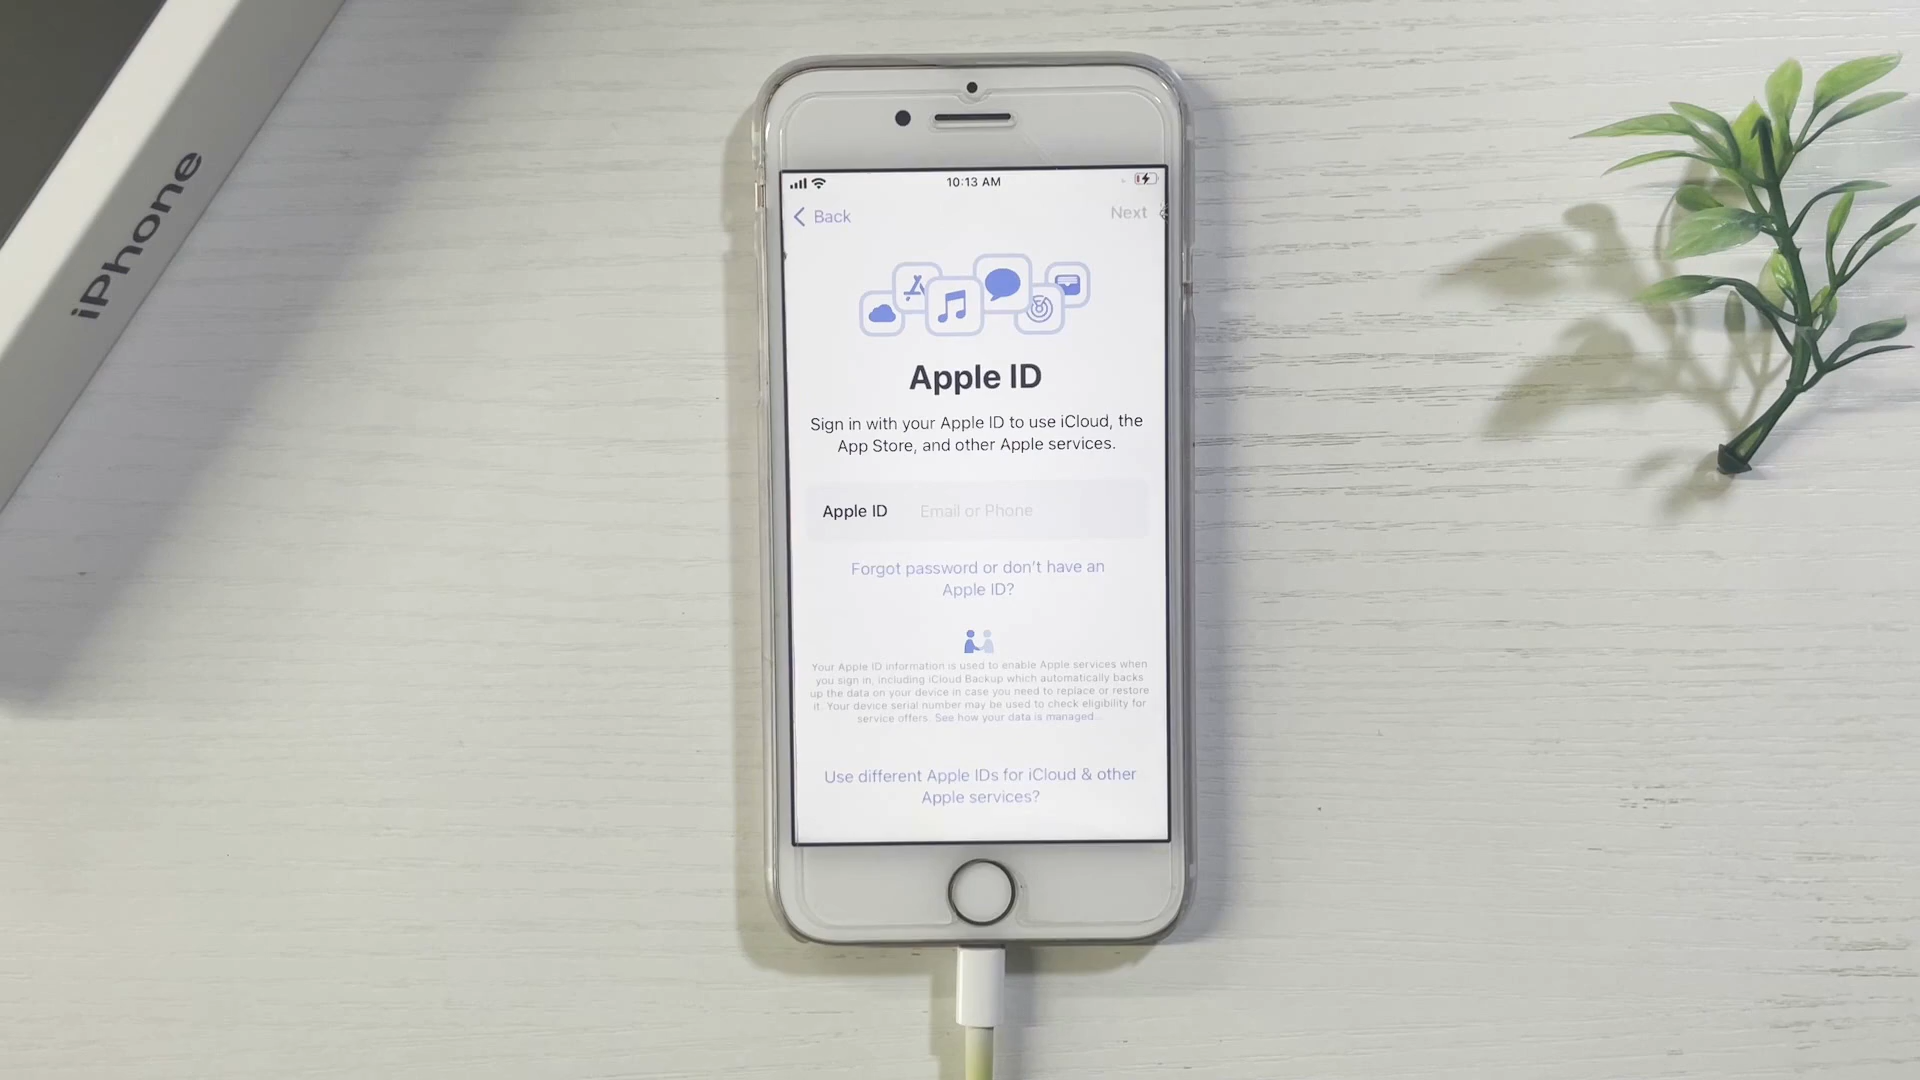 iPhone
10:13 AM
Back
Next
Apple ID
Sign in with your Apple ID to use iCloud, the
App Store, and other Apple services.
Apple ID Email or Phone
Forgot password or don't have an
Apple ID?
Your Apple ID information is used to enable Apple services when
you sign in, including iCloud Backup which automatically backs
up the data on your device in case you need to replace or restore
it. Your device serial number may be used to check eligibility for
service offers. See how your data is managed...
Use different Apple IDs for iCloud & other
Apple services?